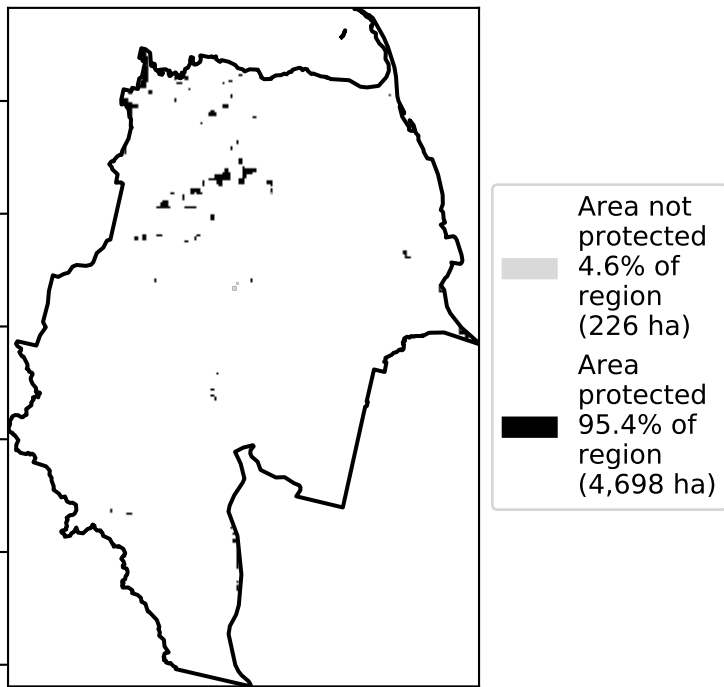 Area not
protected
4.6% of
region
(226 ha)
Area
protected
95.4% of
region
(4,698 ha)